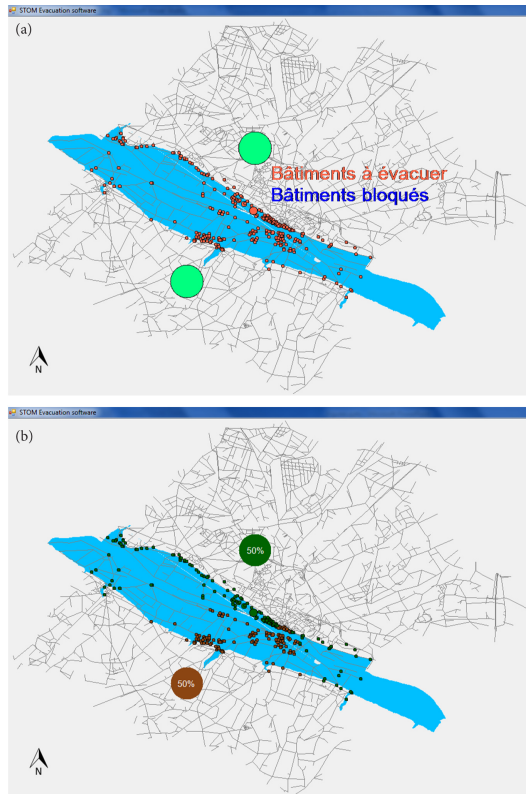 STOM Evacuation software
(a)
Bâtiments à évacuer
Bâtiments bloqués
N
STOM Evacuation software
(b)
50%
50%
N